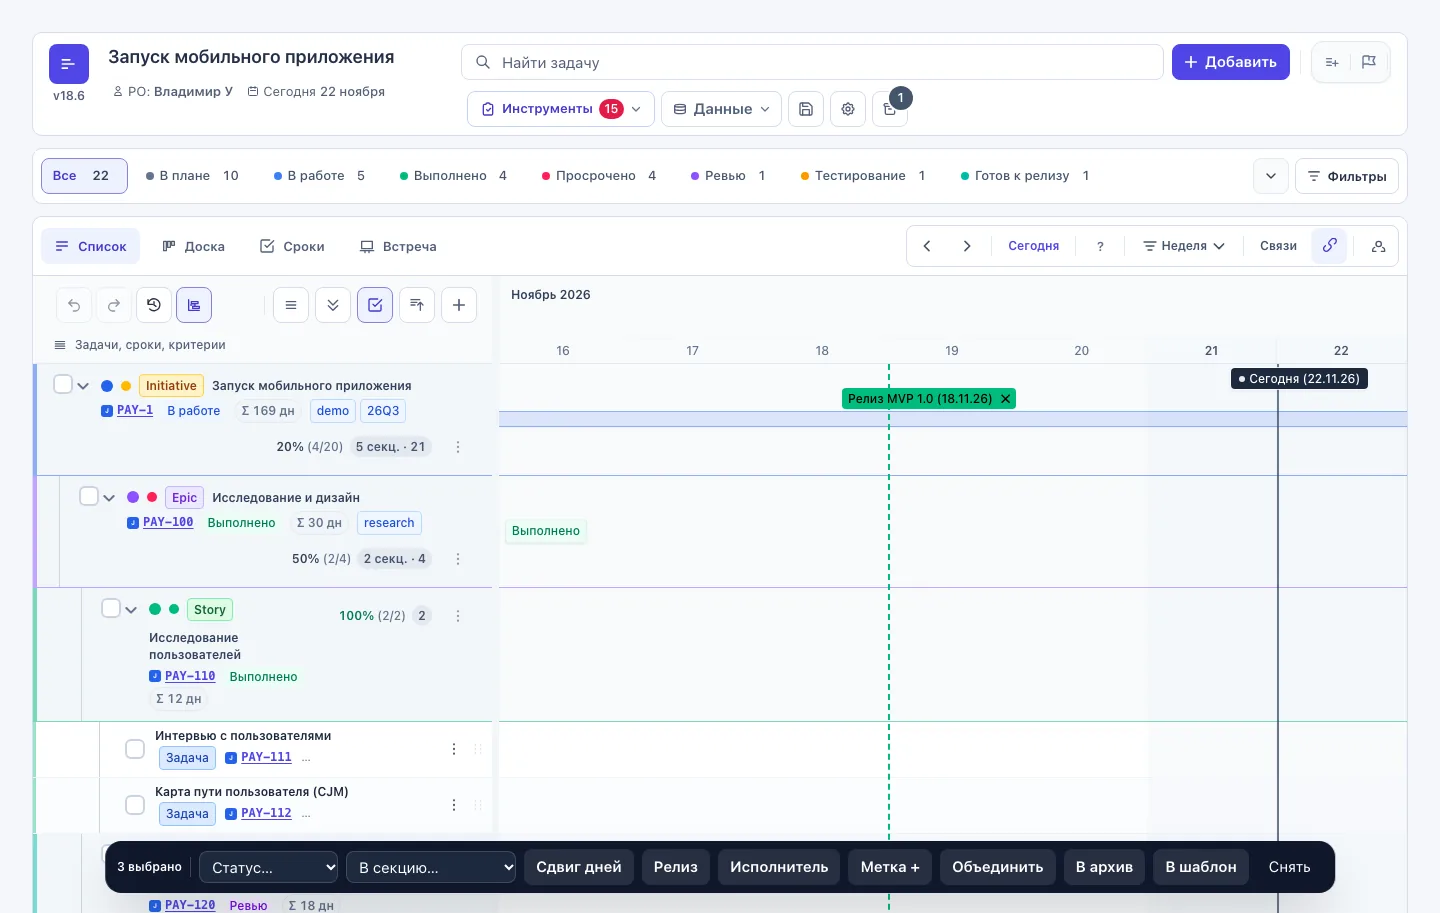 Запуск мобильного приложения
v18.6
РО: Владимир У
Сегодня 22 ноября
Найти задачу
Добавить
Инструменты 15
Данные
1
Все 22
В плане 10
В работе 5
Выполнено 4
Просрочено 4
Ревью 1
Тестирование 1
Готов к релизу 1
Фильтры
Список
Доска
Сроки
Встреча
Сегодня
?
Неделя
Связи
Задачи, сроки, критерии
Ноябрь 2026
16 17 18 19 20 21 22
Сегодня (22.11.26)
Релиз MVP 1.0 (18.11.26) ✕
Initiative Запуск мобильного приложения
PAY-1 В работе Σ 169 дн demo 26Q3
20% (4/20) 5 секц. · 21
Epic Исследование и дизайн
PAY-100 Выполнено Σ 30 дн research
50% (2/4) 2 секц. · 4
Выполнено
Story 100% (2/2) 2
Исследование
пользователей
PAY-110 Выполнено
Σ 12 дн
Интервью с пользователями
Задача PAY-111 ...
Карта пути пользователя (CJM)
Задача PAY-112 ...
3 выбрано
Статус...
В секцию...
Сдвиг дней
Релиз
Исполнитель
Метка +
Объединить
В архив
В шаблон
Снять
PAY-120 Ревью Σ 18 дн